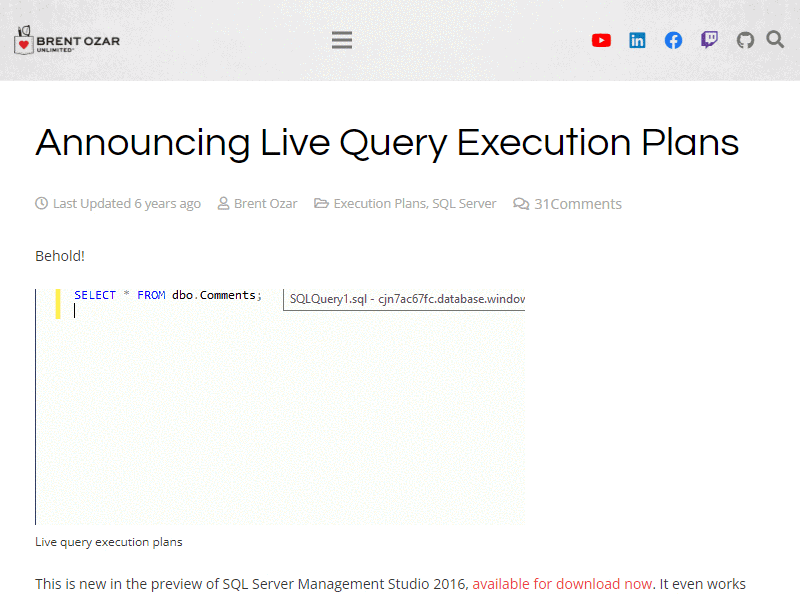 BRENT OZAR
UNLIMITED®
Announcing Live Query Execution Plans
Last Updated 6 years ago Brent Ozar Execution Plans, SQL Server 31Comments
Behold!
SELECT * FROM dbo.Comments;
SQLQuery1.sql - cjn7ac67fc.database.window
Live query execution plans
This is new in the preview of SQL Server Management Studio 2016, available for download now. It even works